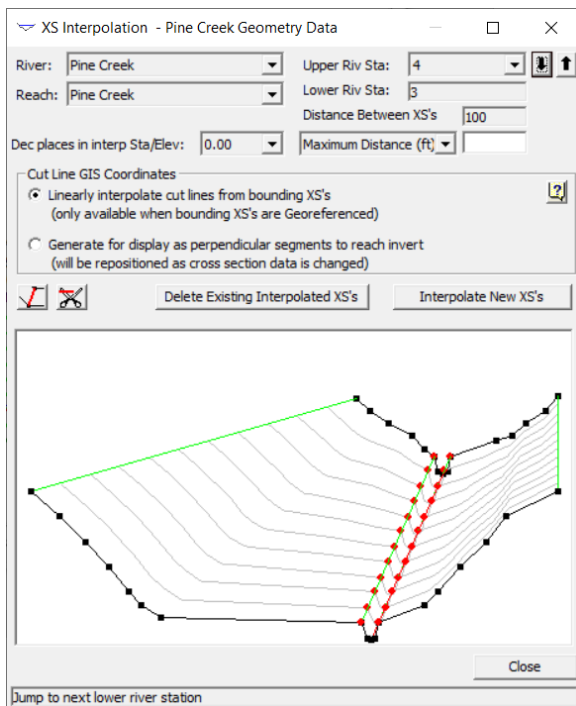 XS Interpolation - Pine Creek Geometry Data
River: Pine Creek Upper Riv Sta: 4
Reach: Pine Creek Lower Riv Sta: 3
Distance Between XS's 100
Dec places in interp Sta/Elev: 0.00 Maximum Distance (ft)
Cut Line GIS Coordinates
Linearly interpolate cut lines from bounding XS's
(only available when bounding XS's are Georeferenced)
Generate for display as perpendicular segments to reach invert
(will be repositioned as cross section data is changed)
Delete Existing Interpolated XS's Interpolate New XS's
Close
Jump to next lower river station